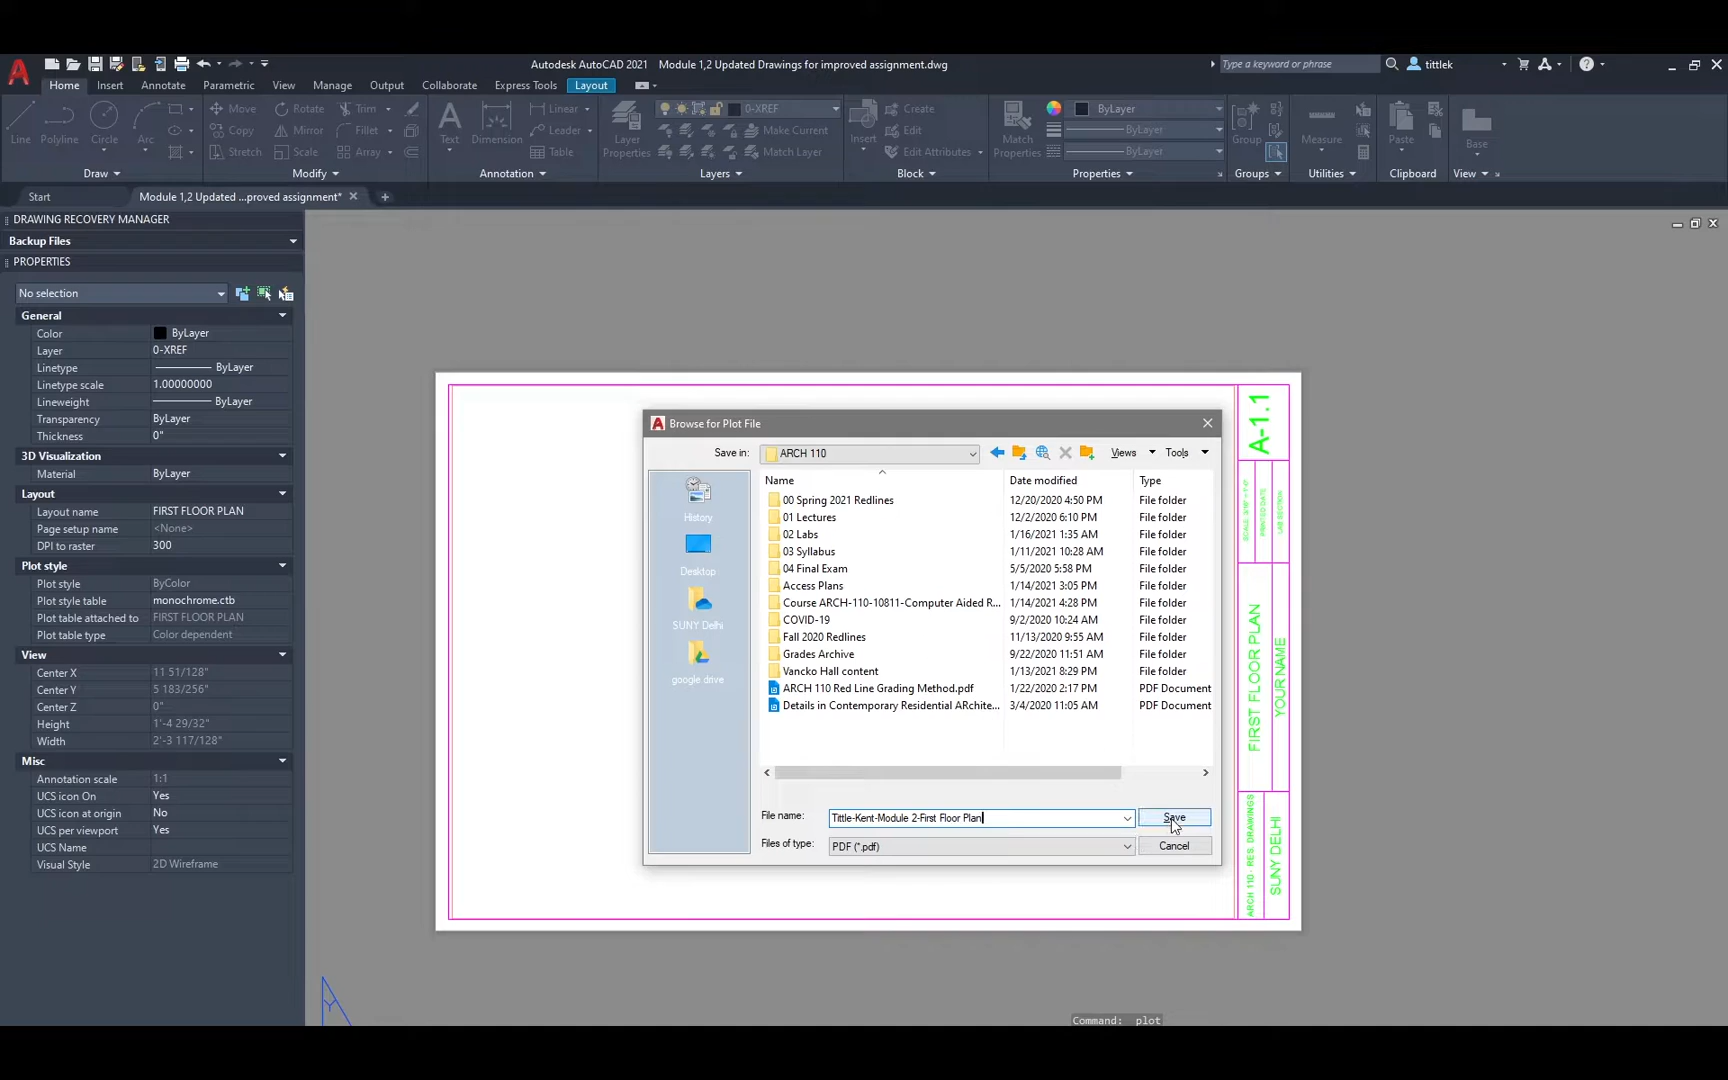 Autodesk AutoCAD 2021 Module 1,2 Updated Drawings for improved assignment.dwg
Type a keyword or phrase
tittlek
Home Insert Annotate Parametric View Manage Output Collaborate Express Tools Layout
Line Polyline Circle Arc
Move Rotate Trim
Copy Mirror Fillet
Stretch Scale Array
Text Dimension
Linear
Leader
Table
Layer Properties
0-XREF
Make Current
Match Layer
Insert
Create
Edit
Edit Attributes
Match Properties
ByLayer
ByLayer
ByLayer
Group
Measure
Paste
Base
Draw Modify Annotation Layers Block Properties Groups Utilities Clipboard View
Start Module 1,2 Updated ...proved assignment*
DRAWING RECOVERY MANAGER
Backup Files
PROPERTIES
No selection
General
Color ByLayer
Layer 0-XREF
Linetype ByLayer
Linetype scale 1.00000000
Lineweight ByLayer
Transparency ByLayer
Thickness 0"
3D Visualization
Material ByLayer
Layout
Layout name FIRST FLOOR PLAN
Page setup name <None>
DPI to raster 300
Plot style
Plot style ByColor
Plot style table monochrome.ctb
Plot table attached to FIRST FLOOR PLAN
Plot table type Color dependent
View
Center X 11 51/128"
Center Y 5 183/256"
Center Z 0"
Height 1'-4 29/32"
Width 2'-3 117/128"
Misc
Annotation scale 1:1
UCS icon On Yes
UCS icon at origin No
UCS per viewport Yes
UCS Name
Visual Style 2D Wireframe
Browse for Plot File
Save in: ARCH 110 Views Tools
History
Desktop
SUNY Delhi
google drive
Name Date modified Type
00 Spring 2021 Redlines 12/20/2020 4:50 PM File folder
01 Lectures 12/2/2020 6:10 PM File folder
02 Labs 1/16/2021 1:35 AM File folder
03 Syllabus 1/11/2021 10:28 AM File folder
04 Final Exam 5/5/2020 5:58 PM File folder
Access Plans 1/14/2021 3:05 PM File folder
Course ARCH-110-10811-Computer Aided R... 1/14/2021 4:28 PM File folder
COVID-19 9/2/2020 10:24 AM File folder
Fall 2020 Redlines 11/13/2020 9:55 AM File folder
Grades Archive 9/22/2020 11:51 AM File folder
Vancko Hall content 1/13/2021 8:29 PM File folder
ARCH 110 Red Line Grading Method.pdf 1/22/2020 2:17 PM PDF Document
Details in Contemporary Residential ARchite... 3/4/2020 11:05 AM PDF Document
File name: Tittle-Kent-Module 2-First Floor Plan Save
Files of type: PDF (*.pdf) Cancel
A-1.1
PRINTED DATE
LAB SECTION
FIRST FLOOR PLAN
YOUR NAME
ARCH 110 - RES. DRAWINGS
SUNY DELHI
Y
Command: plot